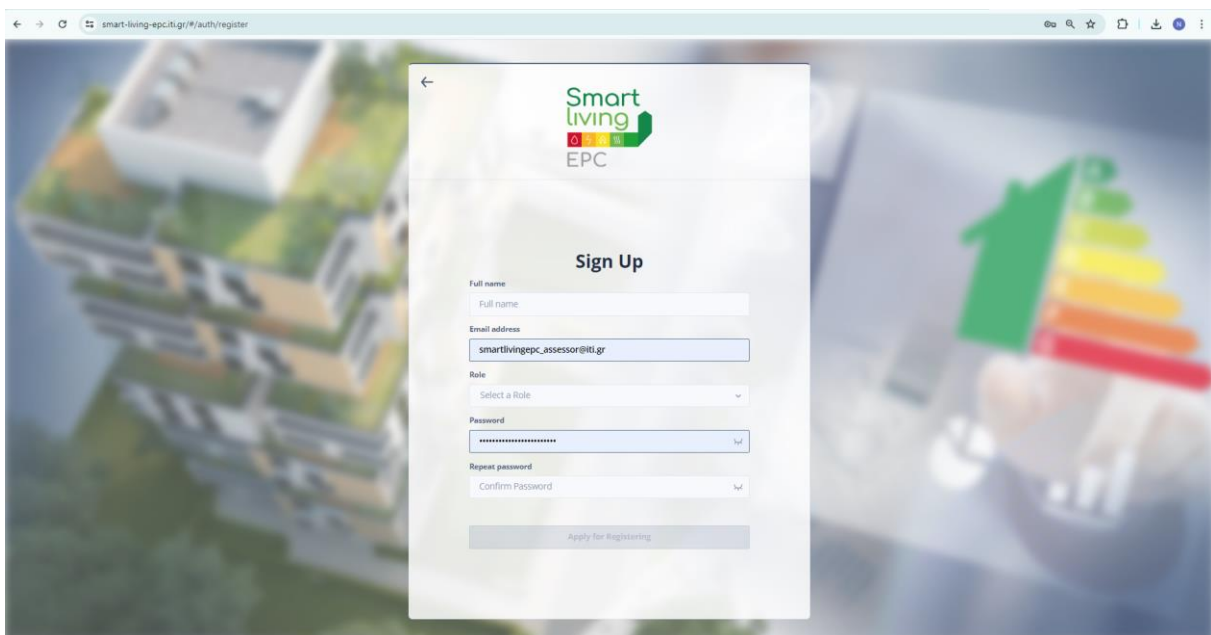 smart-living-epc.iti.gr/#/auth/register
N
Smart
living
EPC
Sign Up
Full name
Full name
Email address
smartlivingepc_assessor@iti.gr
Role
Select a Role
Password
••••••••••••••••••••••••
Repeat password
Confirm Password
Apply for Registering